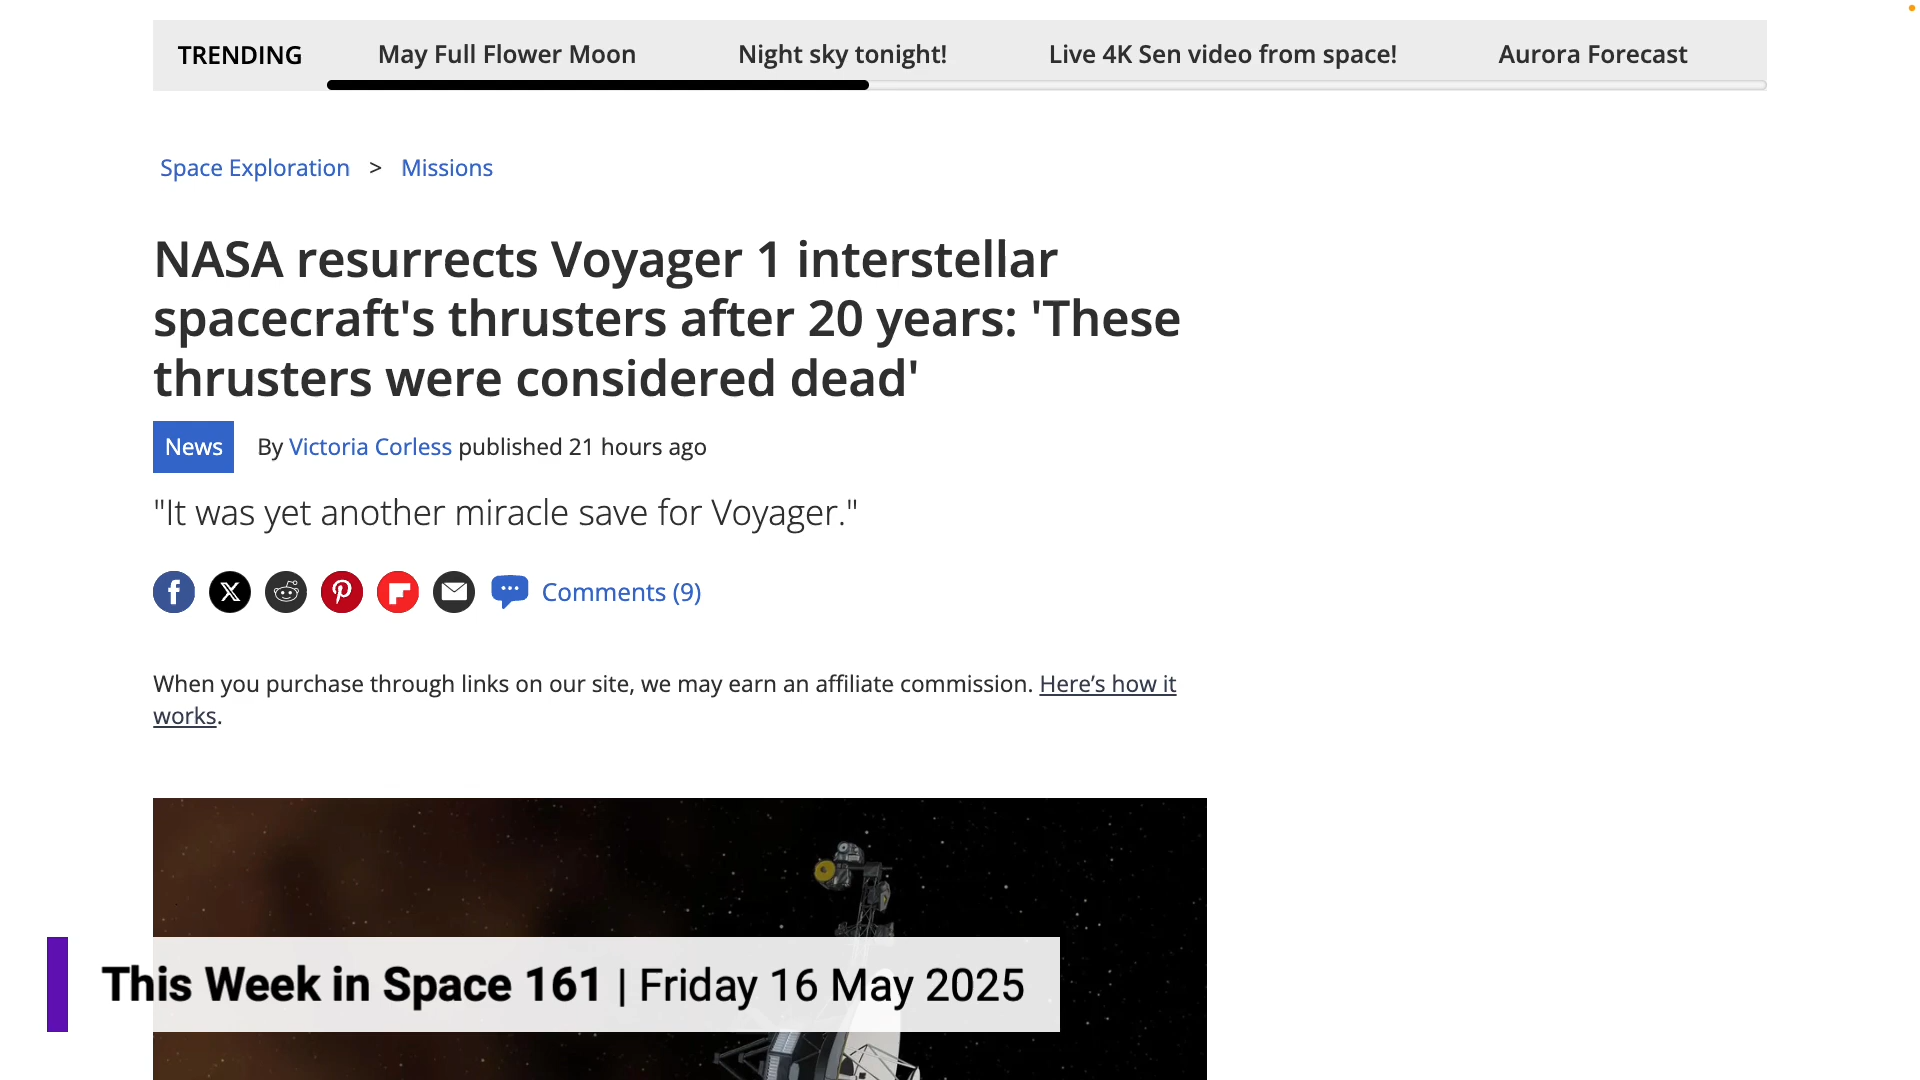 TRENDING May Full Flower Moon Night sky tonight! Live 4K Sen video from space! Aurora Forecast
Space Exploration > Missions
NASA resurrects Voyager 1 interstellar
spacecraft's thrusters after 20 years: 'These
thrusters were considered dead'
News By Victoria Corless published 21 hours ago
"It was yet another miracle save for Voyager."
Comments (9)
When you purchase through links on our site, we may earn an affiliate commission. Here’s how it
works.
This Week in Space 161 | Friday 16 May 2025